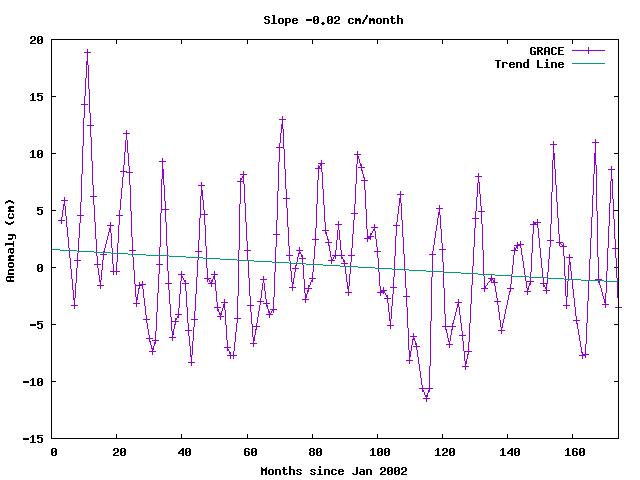 Slope -0.02 cm/month
20
15
10
5
0
-5
-10
-15
Anomaly (cm)
GRACE
Trend Line
0 20 40 60 80 100 120 140 160
Months since Jan 2002